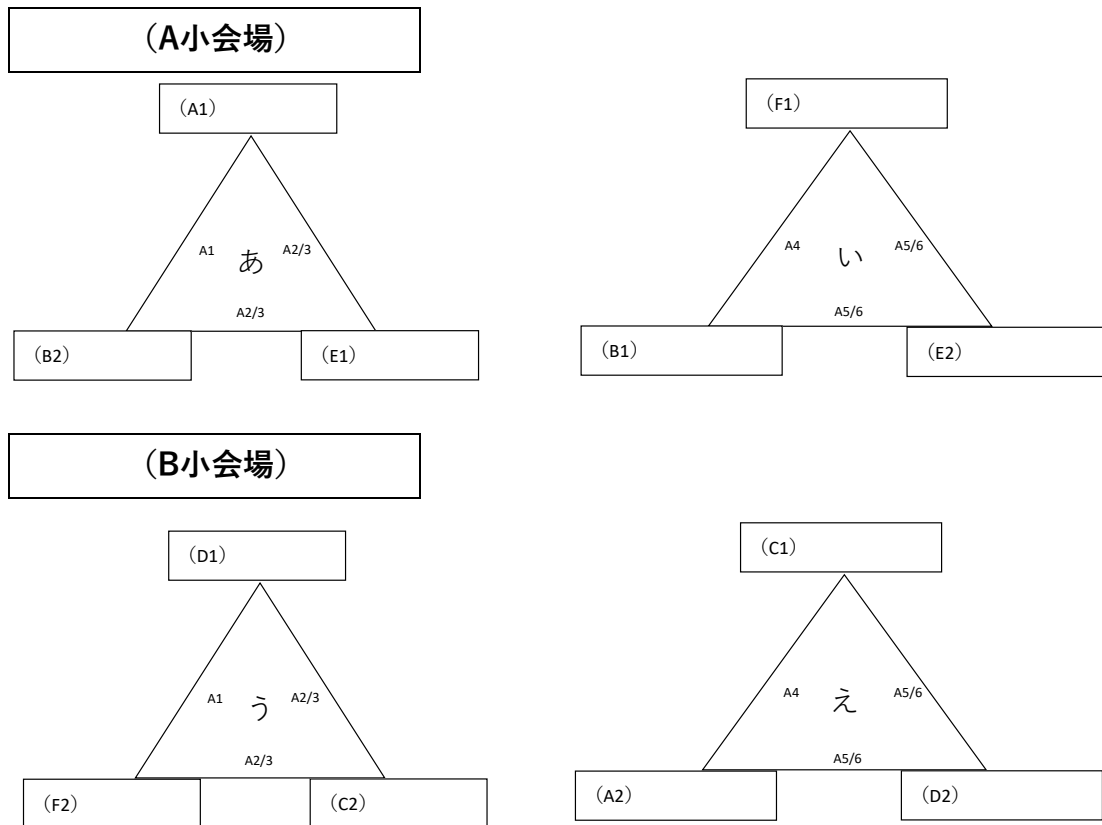 （A小会場）
（A1）
（F1）
A1 あ A2/3
A2/3
A4 い A5/6
A5/6
（B2）
（E1）
（B1）
（E2）
（B小会場）
（D1）
（C1）
A1 う A2/3
A2/3
A4 え A5/6
A5/6
（F2）
（C2）
（A2）
（D2）